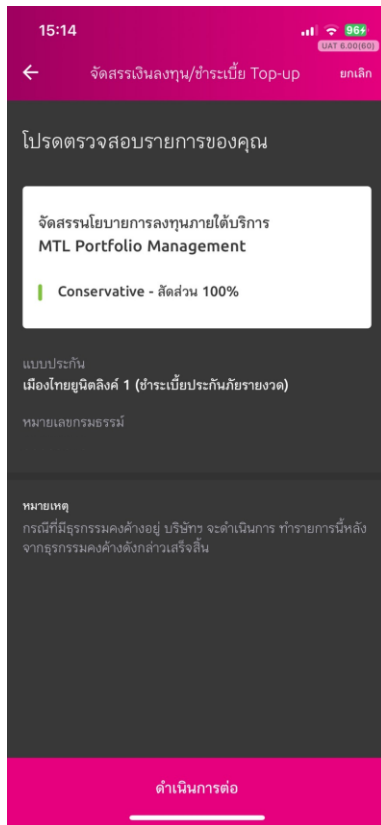 15:14
96
UAT 6.00(60)
จัดสรรเงินลงทุน/ชำระเบี้ย Top-up
ยกเลิก
โปรดตรวจสอบรายการของคุณ
จัดสรรนโยบายการลงทุนภายใต้บริการ
MTL Portfolio Management
Conservative - สัดส่วน 100%
แบบประกัน
เมืองไทยยูนิตลิงค์ 1 (ชำระเบี้ยประกันภัยรายงวด)
หมายเลขกรมธรรม์
หมายเหตุ
กรณีที่มีธุรกรรมคงค้างอยู่ บริษัทฯ จะดำเนินการ ทำรายการนี้หลัง
จากธุรกรรมคงค้างดังกล่าวเสร็จสิ้น
ดำเนินการต่อ